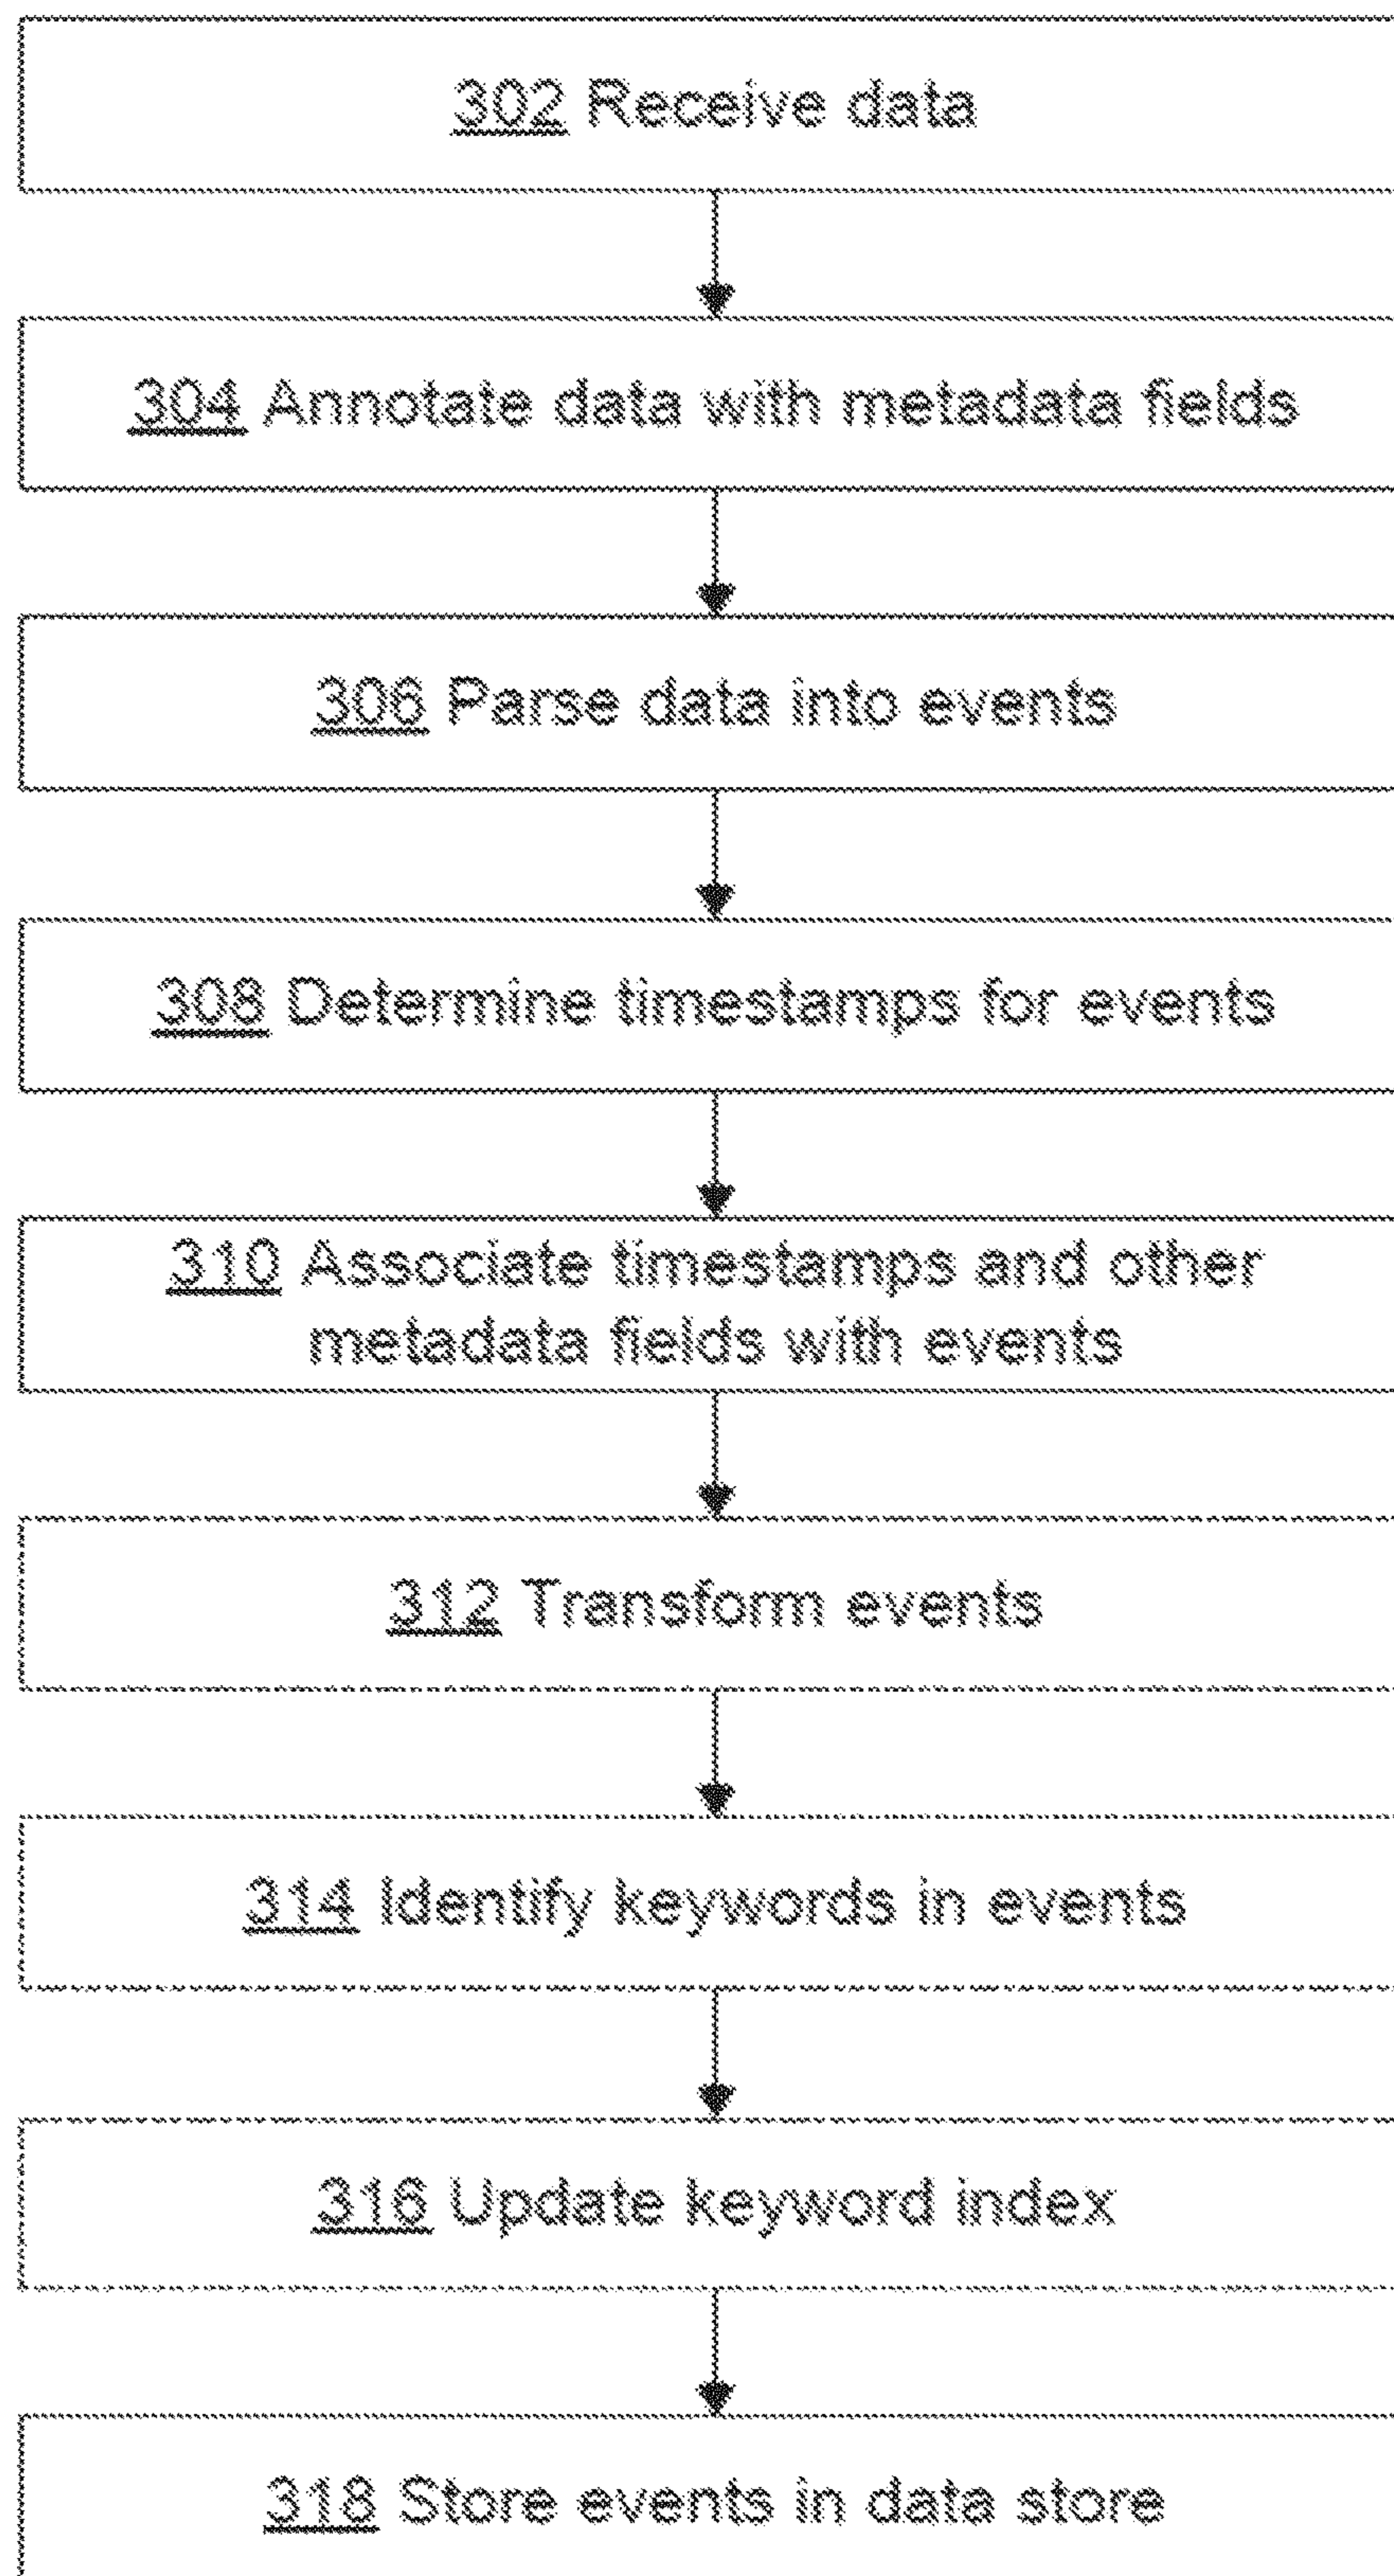 302 Receive data
304 Annotate data with metadata fields
306 Parse data into events
308 Determine timestamps for events
310 Associate timestamps and other
metadata fields with events
312 Transform events
314 Identify keywords in events
316 Update keyword index
318 Store events in data store